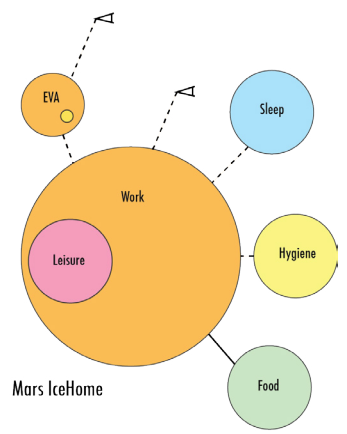 EVA
Sleep
Work
Hygiene
Leisure
Food
Mars IceHome